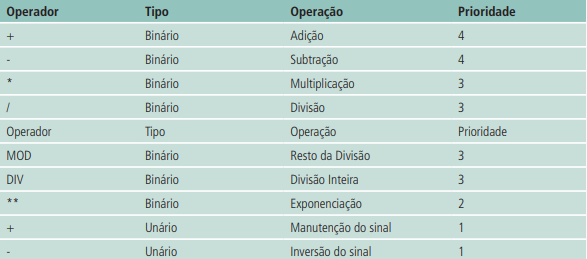 Operador Tipo Operação Prioridade
+ Binário Adição 4
- Binário Subtração 4
* Binário Multiplicação 3
/ Binário Divisão 3
Operador Tipo Operação Prioridade
MOD Binário Resto da Divisão 3
DIV Binário Divisão Inteira 3
** Binário Exponenciação 2
+ Unário Manutenção do sinal 1
- Unário Inversão do sinal 1